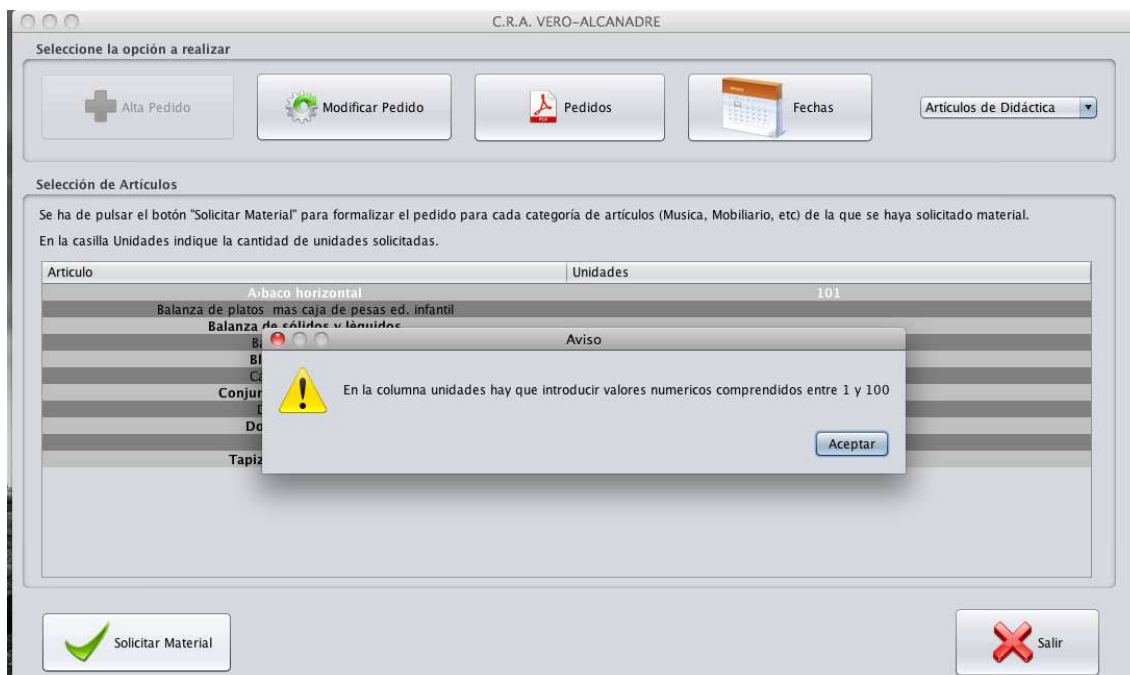 C.R.A. VERO-ALCANADRE
Seleccione la opción a realizar
Alta Pedido
Modificar Pedido
PDF
Pedidos
Fechas
Artículos de Didáctica
Selección de Artículos
Se ha de pulsar el botón "Solicitar Material" para formalizar el pedido para cada categoría de artículos (Musica, Mobiliario, etc) de la que se haya solicitado material.
En la casilla Unidades indique la cantidad de unidades solicitadas.
Articulo Unidades
A›baco horizontal 101
Balanza de platos mas caja de pesas ed. infantil
Balanza de sólidos y lèquidos
Aviso
En la columna unidades hay que introducir valores numericos comprendidos entre 1 y 100
Aceptar
Solicitar Material
Salir